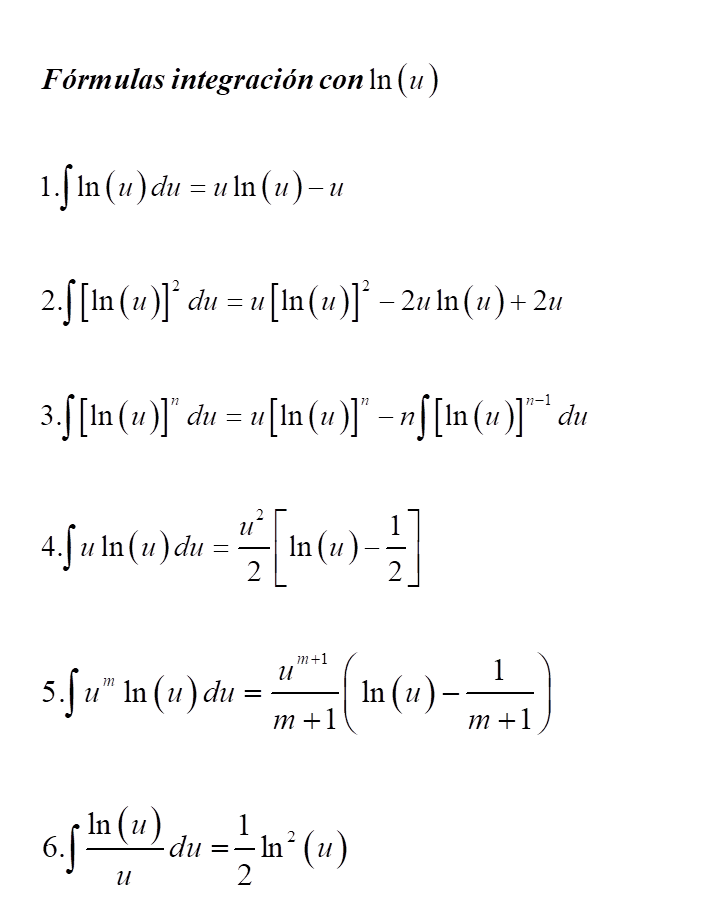 Fórmulas integración con ln(u)
1.∫ln(u)du = u ln(u) − u
2.∫[ln(u)]² du = u[ln(u)]² − 2u ln(u) + 2u
3.∫[ln(u)]ⁿ du = u[ln(u)]ⁿ − n∫[ln(u)]ⁿ⁻¹ du
4.∫u ln(u)du = u²/2 [ln(u) − 1/2]
5.∫uᵐ ln(u)du = uᵐ⁺¹/(m+1) (ln(u) − 1/(m+1))
6.∫ln(u)/u du = 1/2 ln²(u)